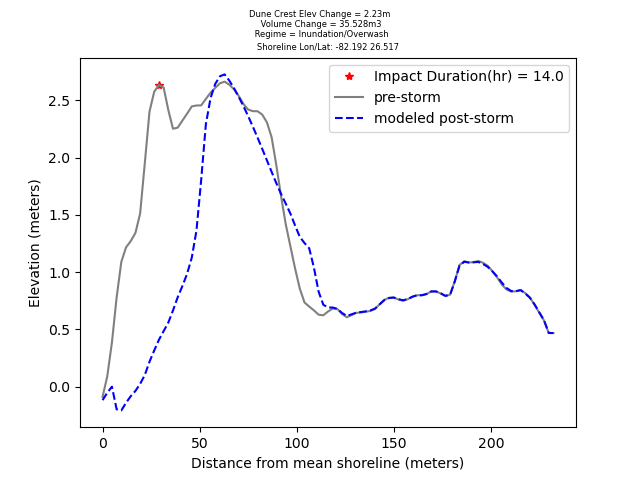 Dune Crest Elev Change = 2.23m
Volume Change = 35.528m3
Regime = Inundation/Overwash
Shoreline Lon/Lat: -82.192 26.517
Impact Duration(hr) = 14.0
pre-storm
modeled post-storm
2.5
2.0
1.5
1.0
0.5
0.0
Elevation (meters)
0
50
100
150
200
Distance from mean shoreline (meters)